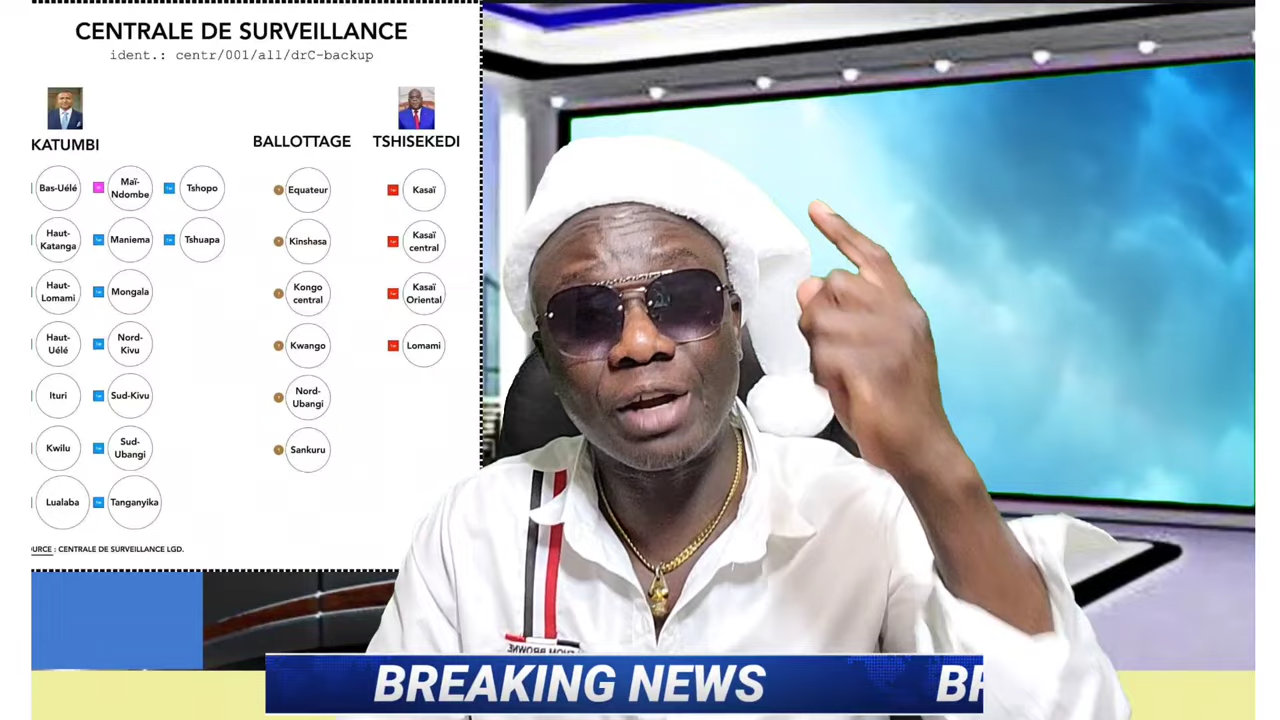 CENTRALE DE SURVEILLANCE
ident.: centr/001/all/drC-backup
KATUMBI
BALLOTTAGE
TSHISEKEDI
Bas-Uélé
Maï-
Ndombe
Tshopo
Equateur
Kasaï
Haut-
Katanga
Maniema
Tshuapa
Kinshasa
Kasaï
central
Haut-
Lomami
Mongala
Kongo
central
Kasaï
Oriental
Haut-
Uélé
Nord-
Kivu
Kwango
Lomami
Ituri
Sud-Kivu
Nord-
Ubangi
Kwilu
Sud-
Ubangi
Sankuru
Lualaba
Tanganyika
URCE : CENTRALE DE SURVEILLANCE LGD.
THOM BROWNE
BREAKING NEWS